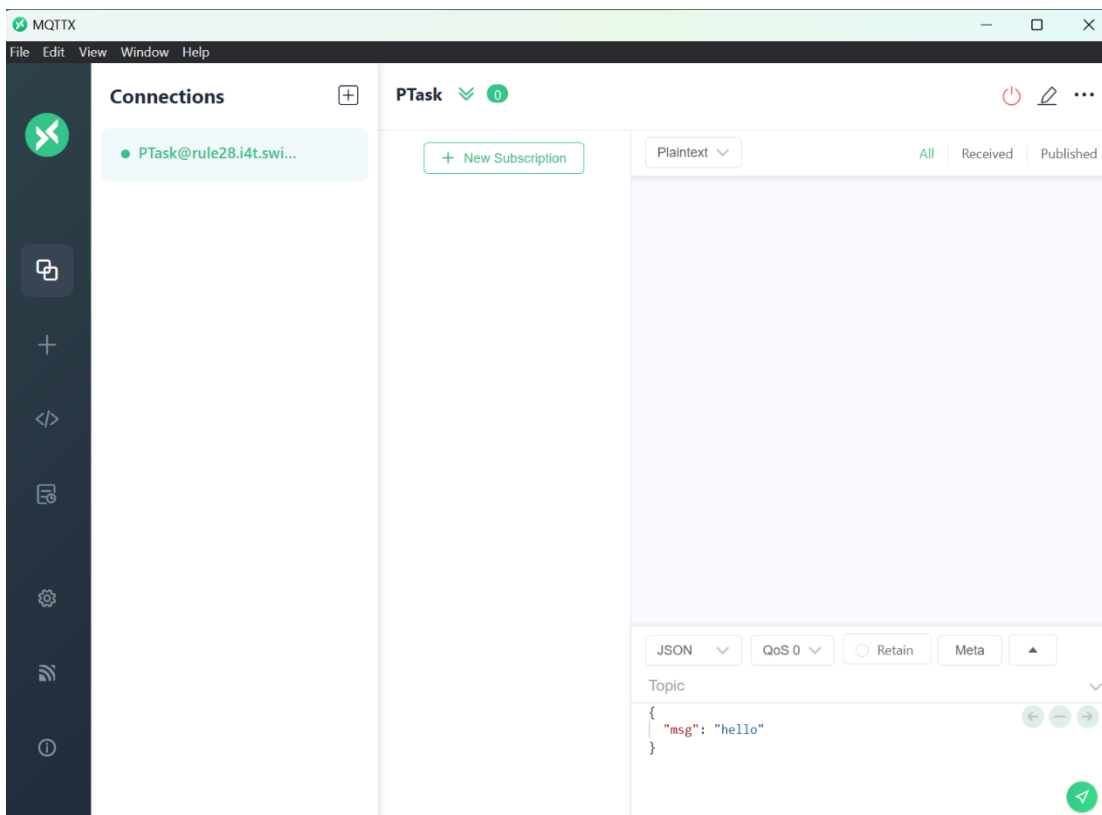 MQTTX
File Edit View Window Help
Connections
PTask@rule28.i4t.swi...
PTask 0
+ New Subscription
Plaintext
All Received Published
JSON QoS 0 Retain Meta
Topic
{
"msg": "hello"
}